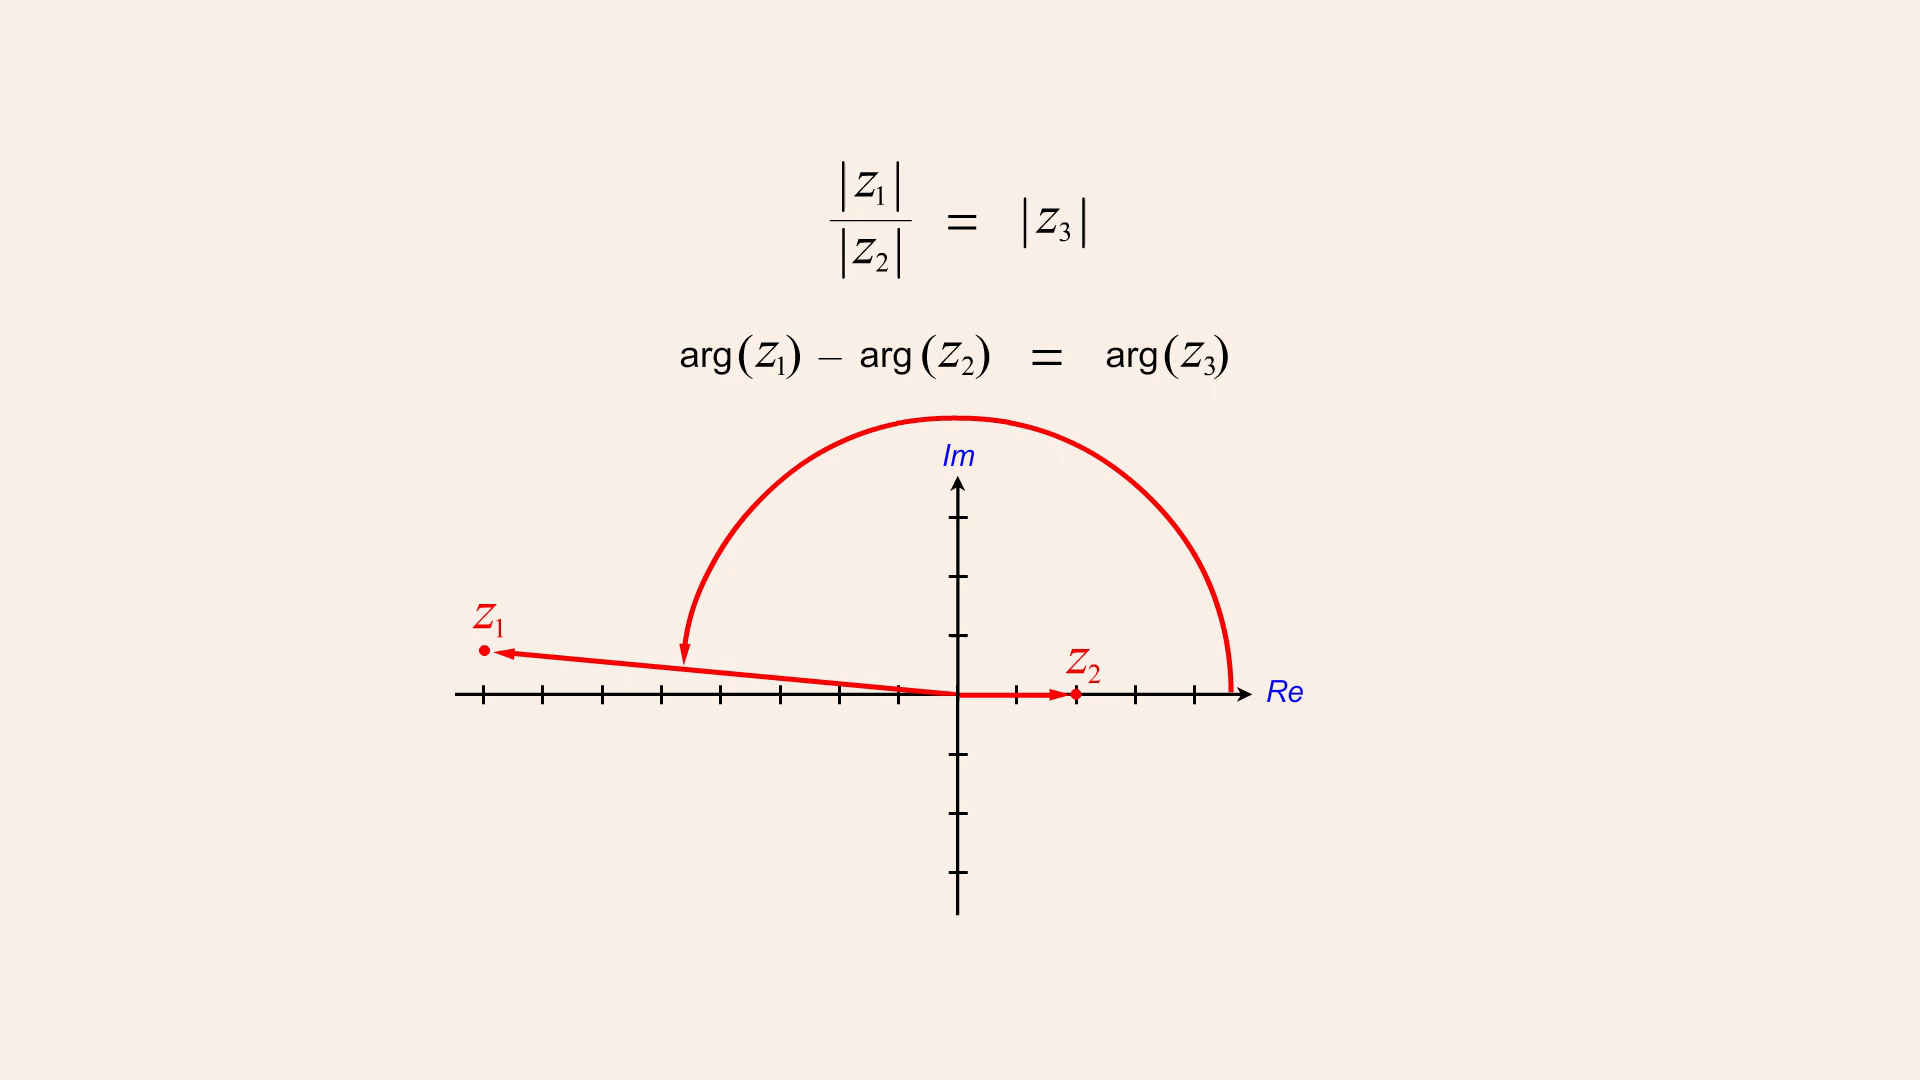 |z₁|
|z₂|
= |z₃|
arg(z₁) – arg(z₂) = arg(z₃)
Im
z₁
z₂
Re